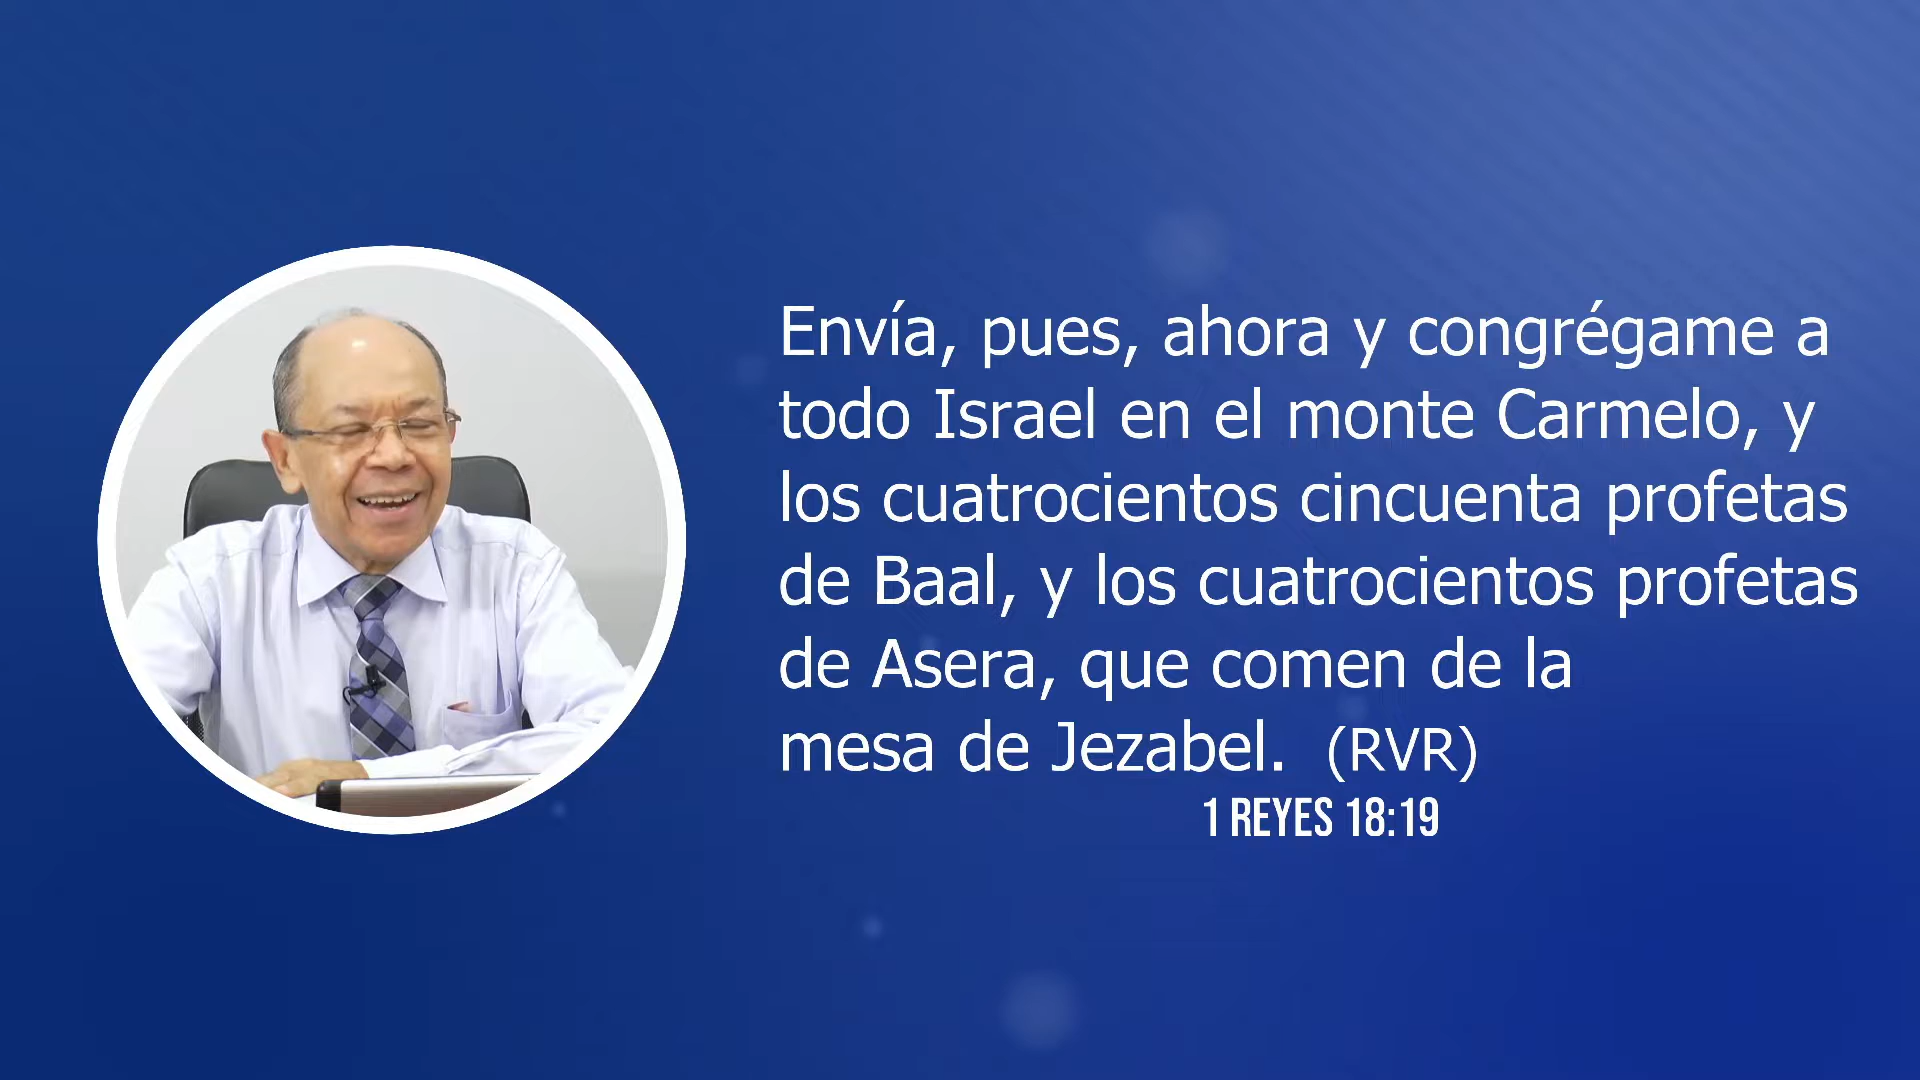 Envía, pues, ahora y congrégame a
todo Israel en el monte Carmelo, y
los cuatrocientos cincuenta profetas
de Baal, y los cuatrocientos profetas
de Asera, que comen de la
mesa de Jezabel. (RVR)
1 REYES 18:19